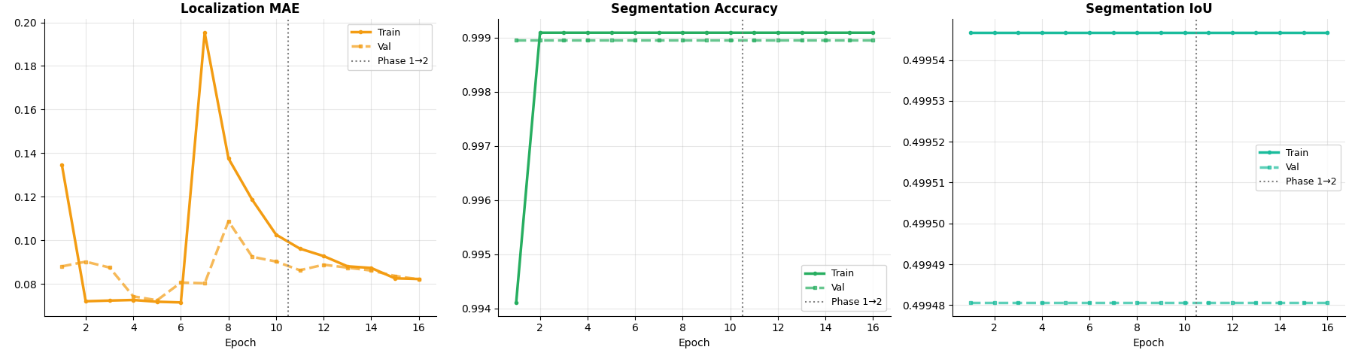 Localization MAE
0.20
0.18
0.16
0.14
0.12
0.10
0.08
2 4 6 8 10 12 14 16
Epoch
Train
Val
Phase 1→2
Segmentation Accuracy
0.999
0.998
0.997
0.996
0.995
0.994
2 4 6 8 10 12 14 16
Epoch
Train
Val
Phase 1→2
Segmentation IoU
0.49954
0.49953
0.49952
0.49951
0.49950
0.49949
0.49948
2 4 6 8 10 12 14 16
Epoch
Train
Val
Phase 1→2